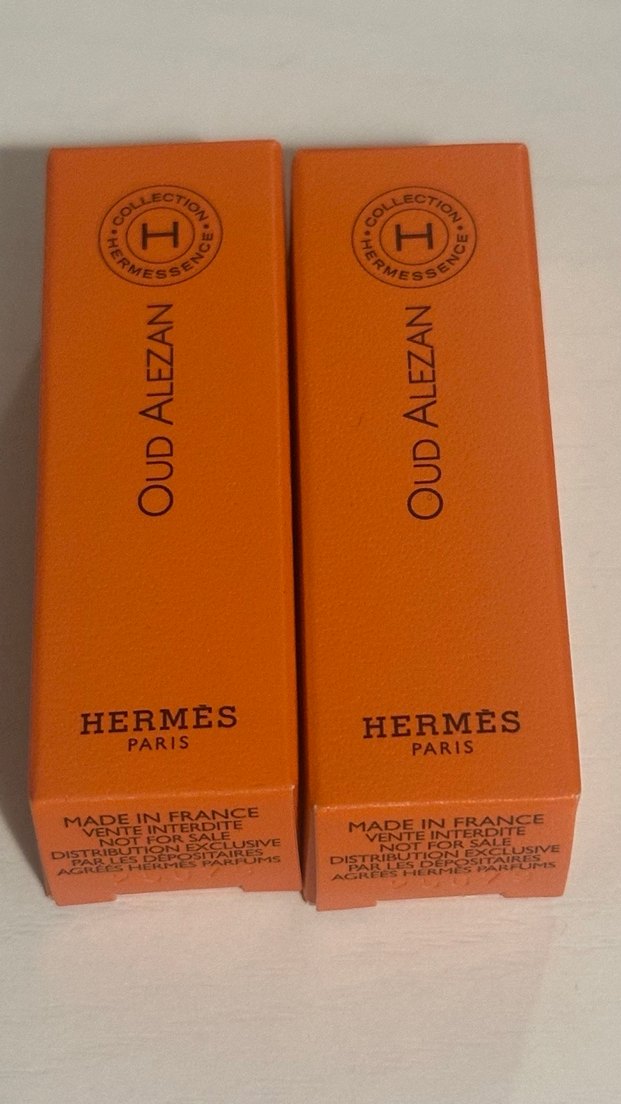 COLLECTION
H
HERMESSENCE
OUD ALEZAN
HERMÈS
PARIS
MADE IN FRANCE
VENTE INTERDITE
NOT FOR SALE
DISTRIBUTION EXCLUSIVE
PAR LES DÉPOSITAIRES
AGRÉÉS HERMÈS PARFUMS
COLLECTION
H
HERMESSENCE
OUD ALEZAN
HERMÈS
PARIS
MADE IN FRANCE
VENTE INTERDITE
NOT FOR SALE
DISTRIBUTION EXCLUSIVE
PAR LES DÉPOSITAIRES
AGRÉÉS HERMÈS PARFUMS